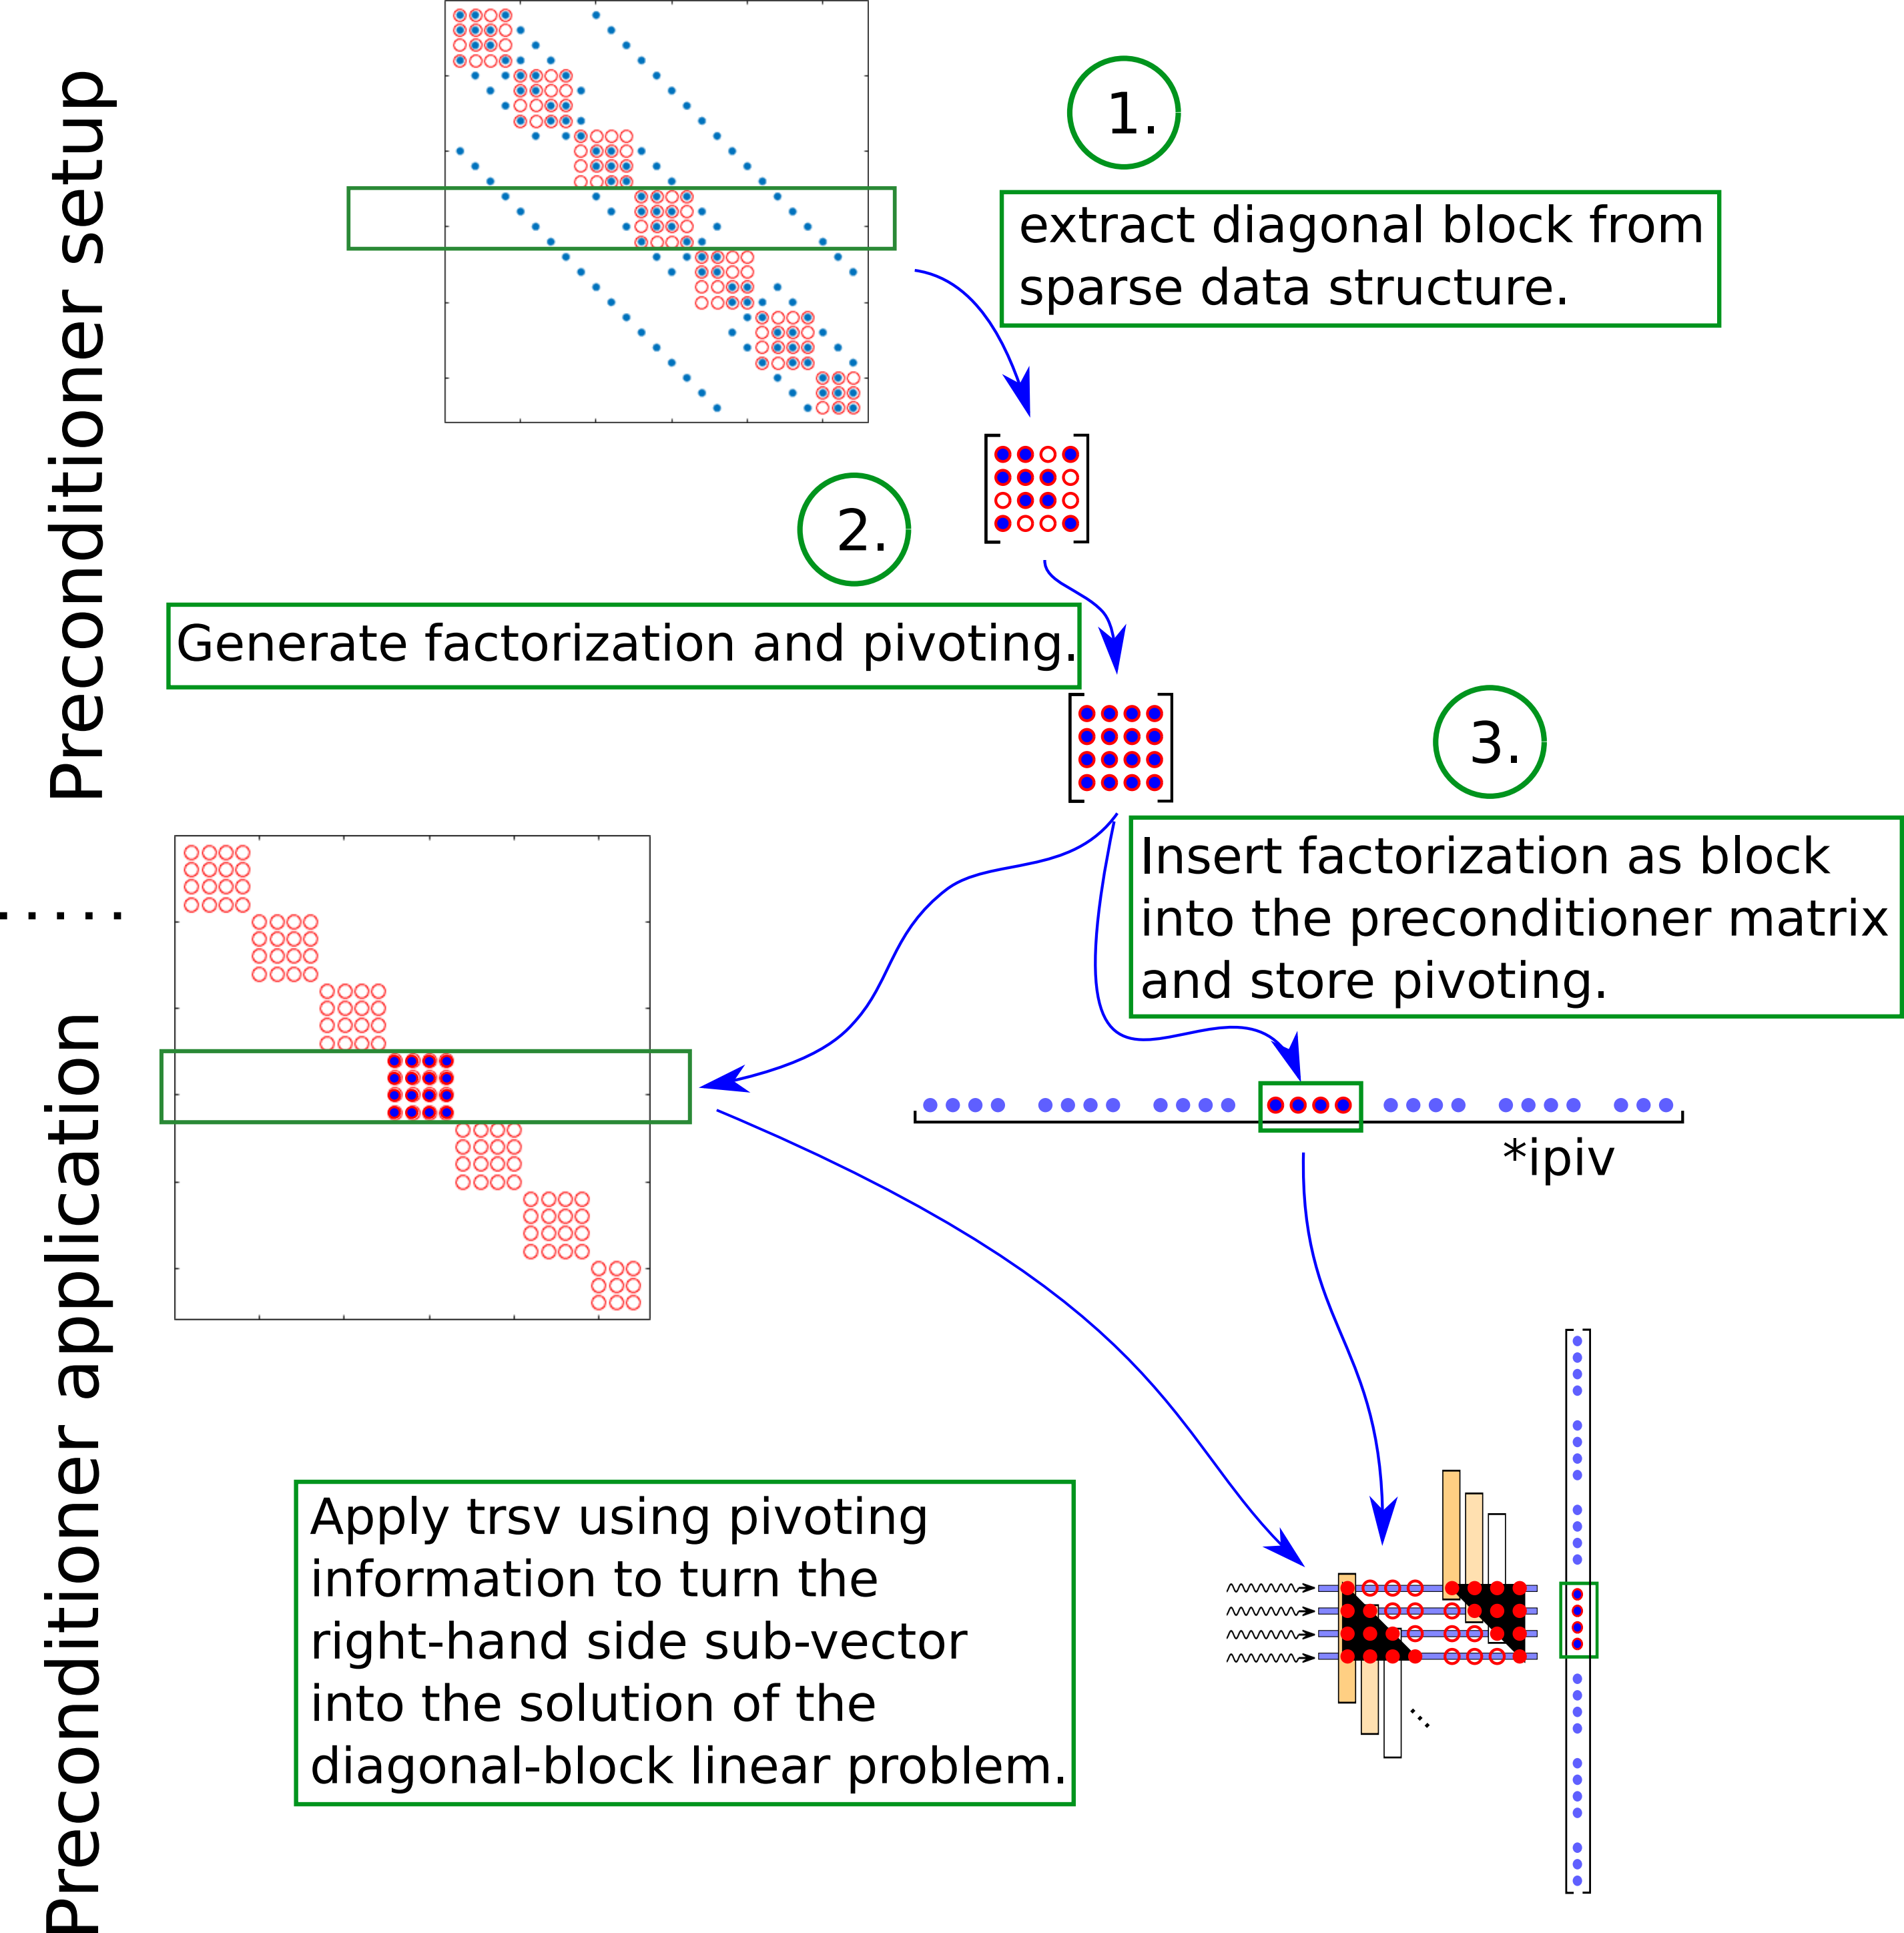 Preconditioner setup
1.
extract diagonal block from
sparse data structure.
2.
Generate factorization and pivoting.
3.
Insert factorization as block
into the preconditioner matrix
and store pivoting.
*ipiv
Preconditioner application
Apply trsv using pivoting
information to turn the
right-hand side sub-vector
into the solution of the
diagonal-block linear problem.